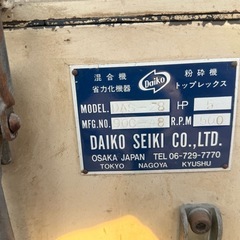 混合機 Daiko 粉砕機
省力化機器 トップレックス
MODEL HP 5
MFG.NO. R.P.M
DAIKO SEIKI CO.,LTD.
OSAKA JAPAN TEL 06-729-7770
TOKYO NAGOYA KYUSHU